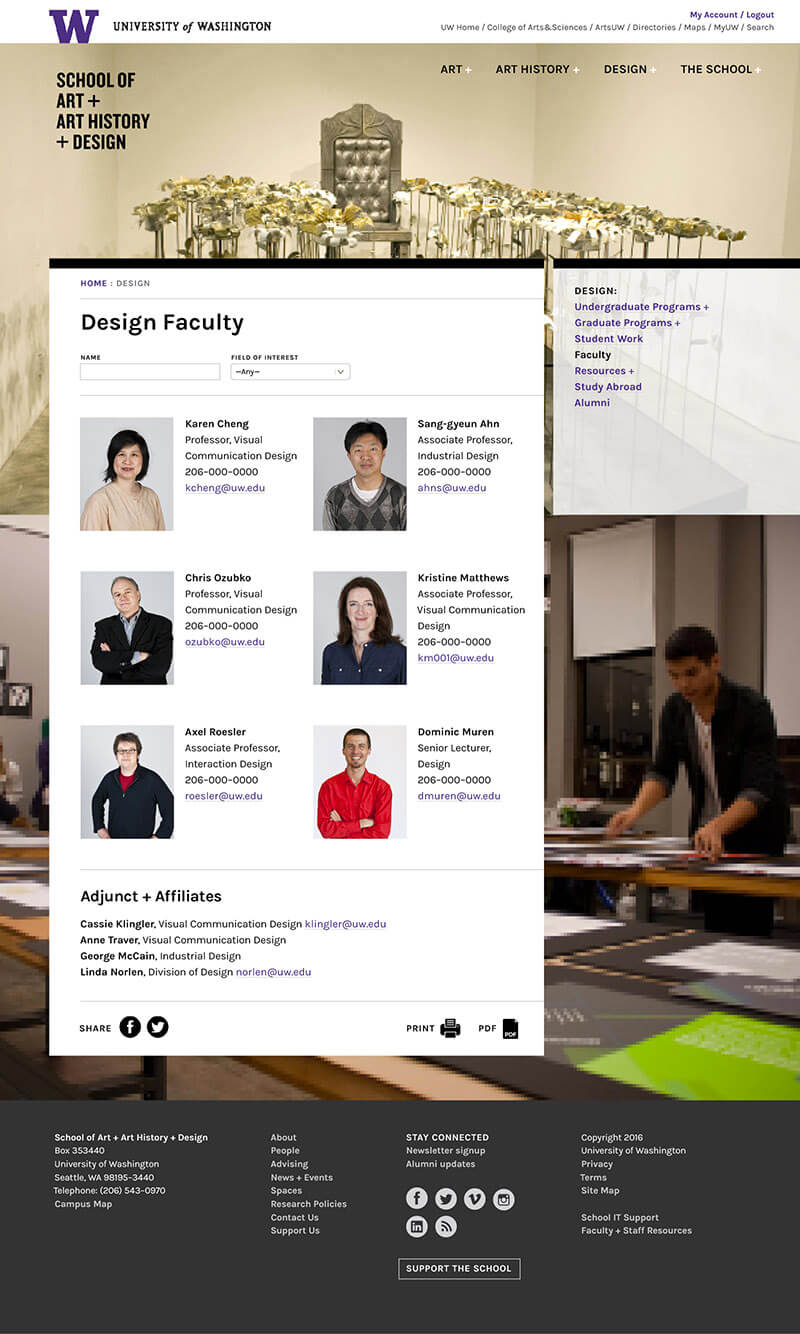 W UNIVERSITY of WASHINGTON
My Account / Logout
UW Home / College of Arts&Sciences / ArtsUW / Directories / Maps / MyUW / Search
SCHOOL OF
ART +
ART HISTORY
+ DESIGN
ART + ART HISTORY + DESIGN + THE SCHOOL +
HOME : DESIGN
Design Faculty
NAME
FIELD OF INTEREST
—Any—
Karen Cheng
Professor, Visual
Communication Design
206–000–0000
kcheng@uw.edu
Sang-gyeun Ahn
Associate Professor,
Industrial Design
206–000–0000
ahns@uw.edu
Chris Ozubko
Professor, Visual
Communication Design
206–000–0000
ozubko@uw.edu
Kristine Matthews
Associate Professor,
Visual Communication
Design
206–000–0000
km001@uw.edu
Axel Roesler
Associate Professor,
Interaction Design
206–000–0000
roesler@uw.edu
Dominic Muren
Senior Lecturer,
Design
206–000–0000
dmuren@uw.edu
Adjunct + Affiliates
Cassie Klingler, Visual Communication Design klingler@uw.edu
Anne Traver, Visual Communication Design
George McCain, Industrial Design
Linda Norlen, Division of Design norlen@uw.edu
SHARE
PRINT
PDF PDF
DESIGN:
Undergraduate Programs +
Graduate Programs +
Student Work
Faculty
Resources +
Study Abroad
Alumni
School of Art + Art History + Design
Box 353440
University of Washington
Seattle, WA 98195–3440
Telephone: (206) 543–0970
Campus Map
About
People
Advising
News + Events
Spaces
Research Policies
Contact Us
Support Us
STAY CONNECTED
Newsletter signup
Alumni updates
SUPPORT THE SCHOOL
Copyright 2016
University of Washington
Privacy
Terms
Site Map
School IT Support
Faculty + Staff Resources